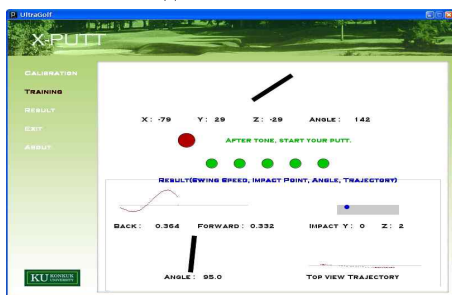 UltraGolf
X-PUTT
CALIBRATION
TRAINING
RESULT
EXIT
ABOUT
X: -79 Y: 29 Z: -29 ANGLE: 142
AFTER TONE, START YOUR PUTT.
RESULT(SWING SPEED, IMPACT POINT, ANGLE, TRAJECTORY)
BACK: 0.364 FORWARD: 0.332 IMPACT Y: 0 Z: 2
ANGLE: 95.0 TOP VIEW TRAJECTORY
KU KONKUK
UNIVERSITY